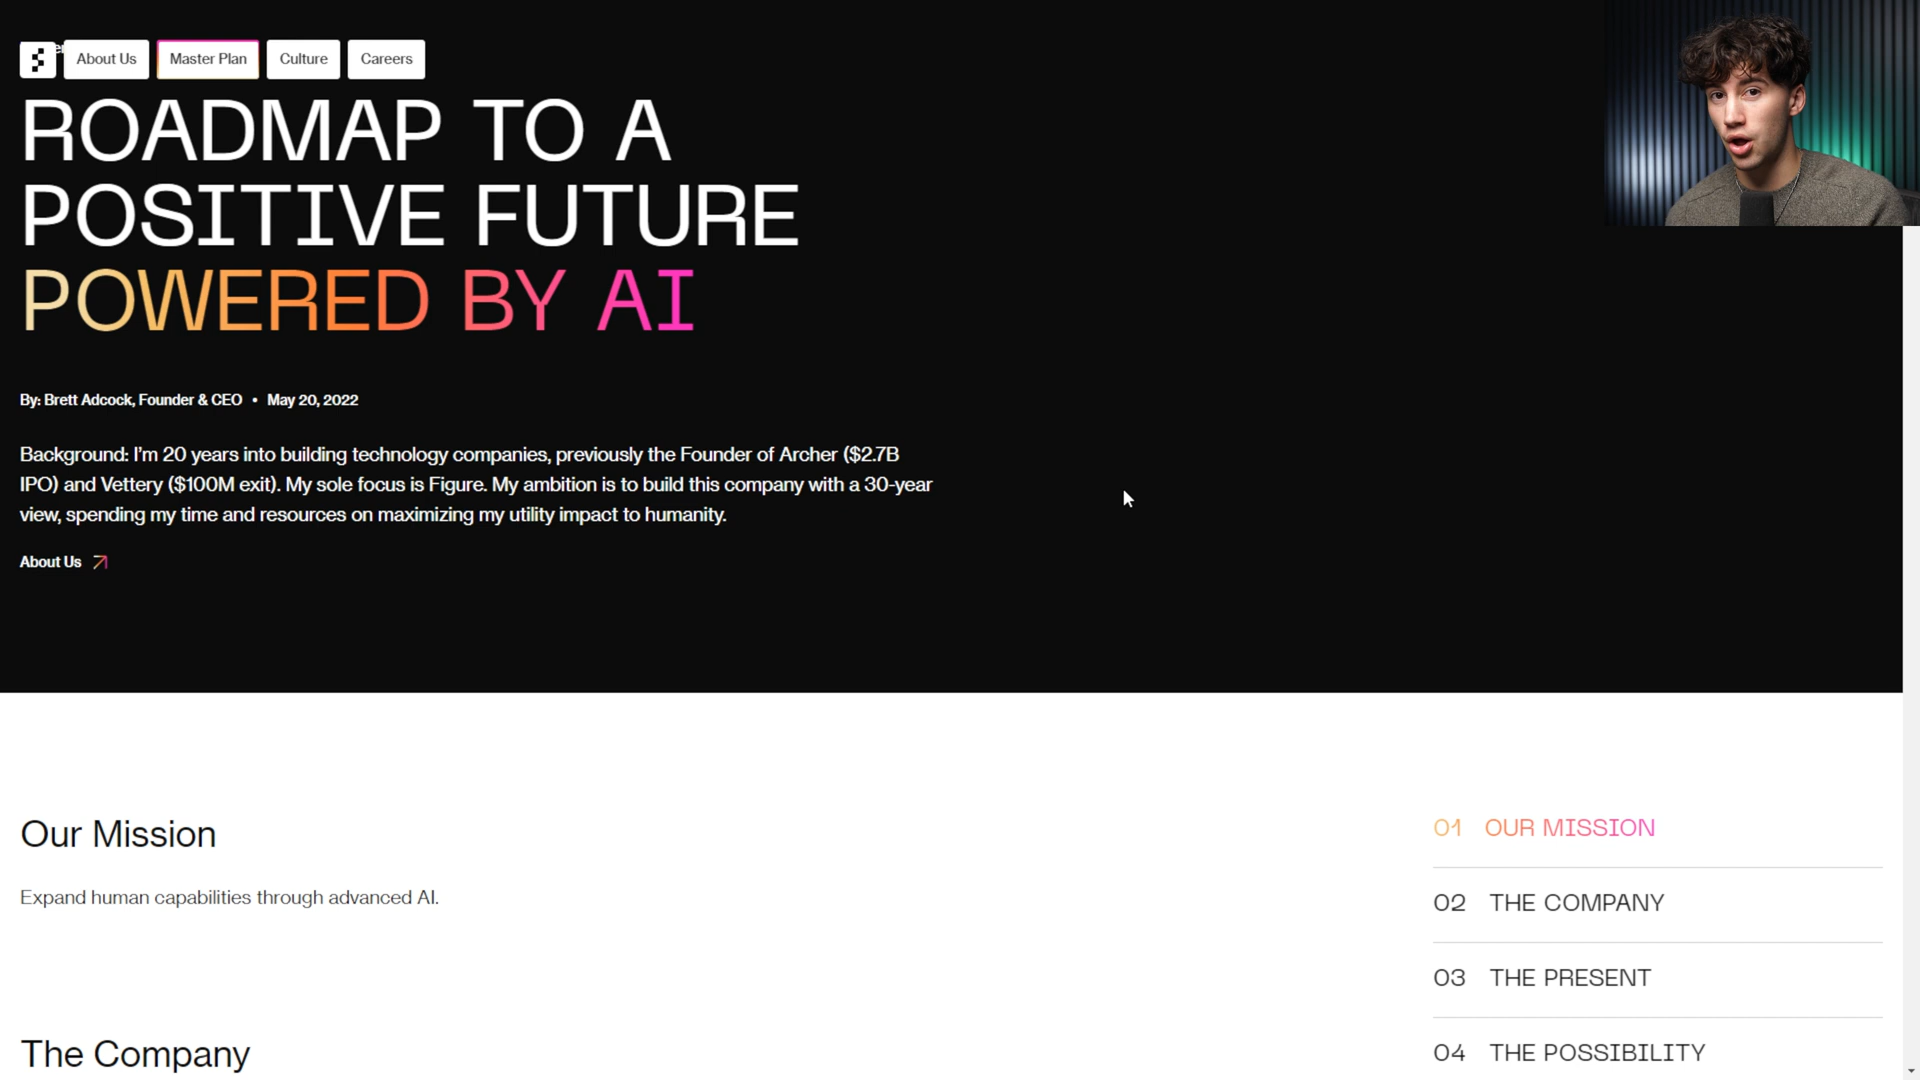 About Us
Master Plan
Culture
Careers
ROADMAP TO A
POSITIVE FUTURE
POWERED BY AI
By: Brett Adcock, Founder & CEO • May 20, 2022
Background: I'm 20 years into building technology companies, previously the Founder of Archer ($2.7B
IPO) and Vettery ($100M exit). My sole focus is Figure. My ambition is to build this company with a 30-year
view, spending my time and resources on maximizing my utility impact to humanity.
About Us
Our Mission
Expand human capabilities through advanced AI.
The Company
01 OUR MISSION
02 THE COMPANY
03 THE PRESENT
04 THE POSSIBILITY